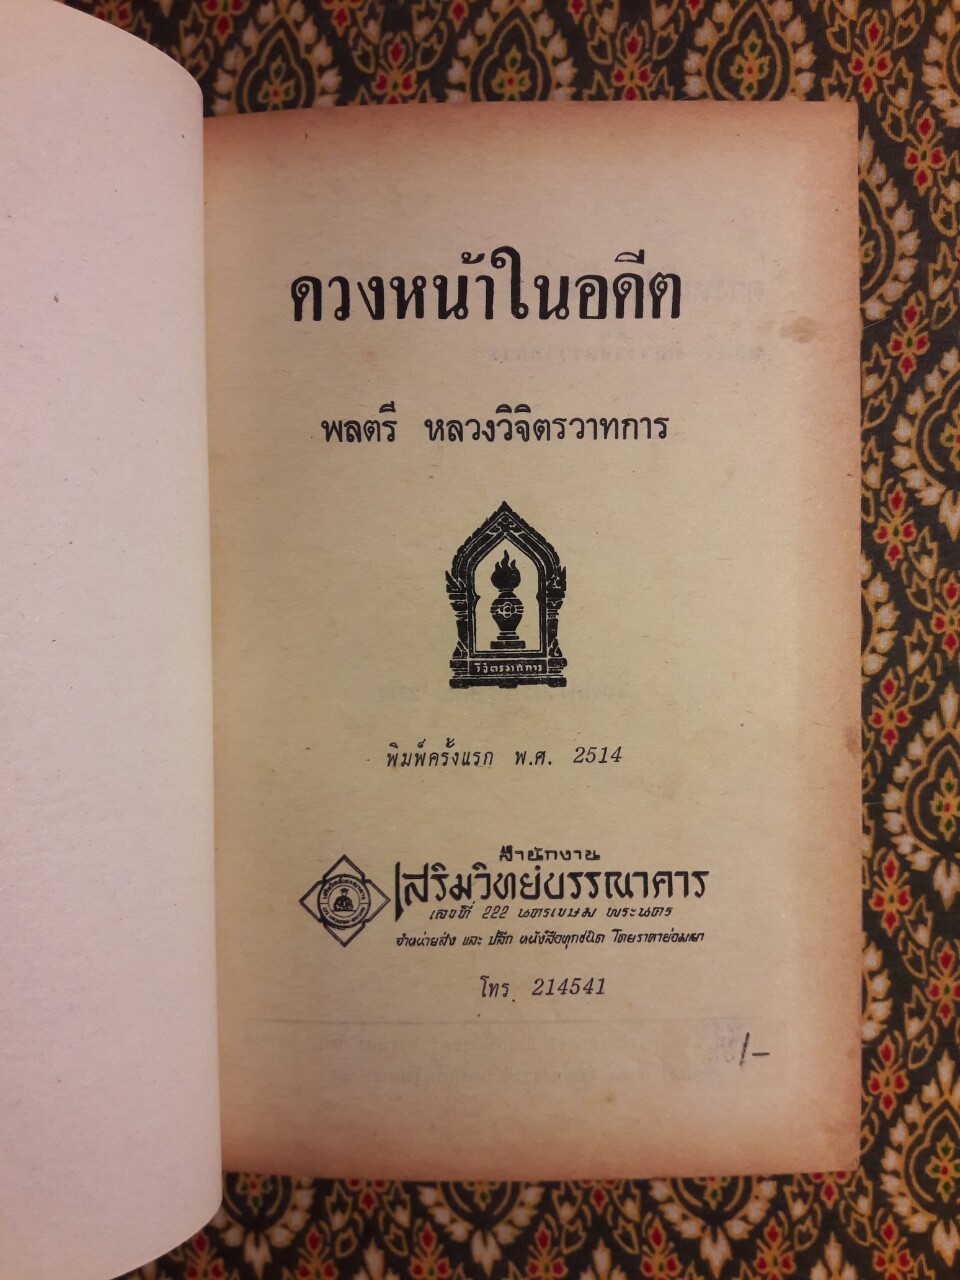 ดวงหน้าในอดีต
พลตรี หลวงวิจิตรวาทการ
วิจิตรวาทการ
พิมพ์ครั้งแรก พ.ศ. 2514
สำนักงาน
เสริมวิทย์บรรณาคาร
เลขที่ 222 นครเขษม พระนคร
จำหน่ายส่ง และ ปลีก หนังสือทุกชนิด โดยราคาย่อมเยา
โทร. 214541
/-